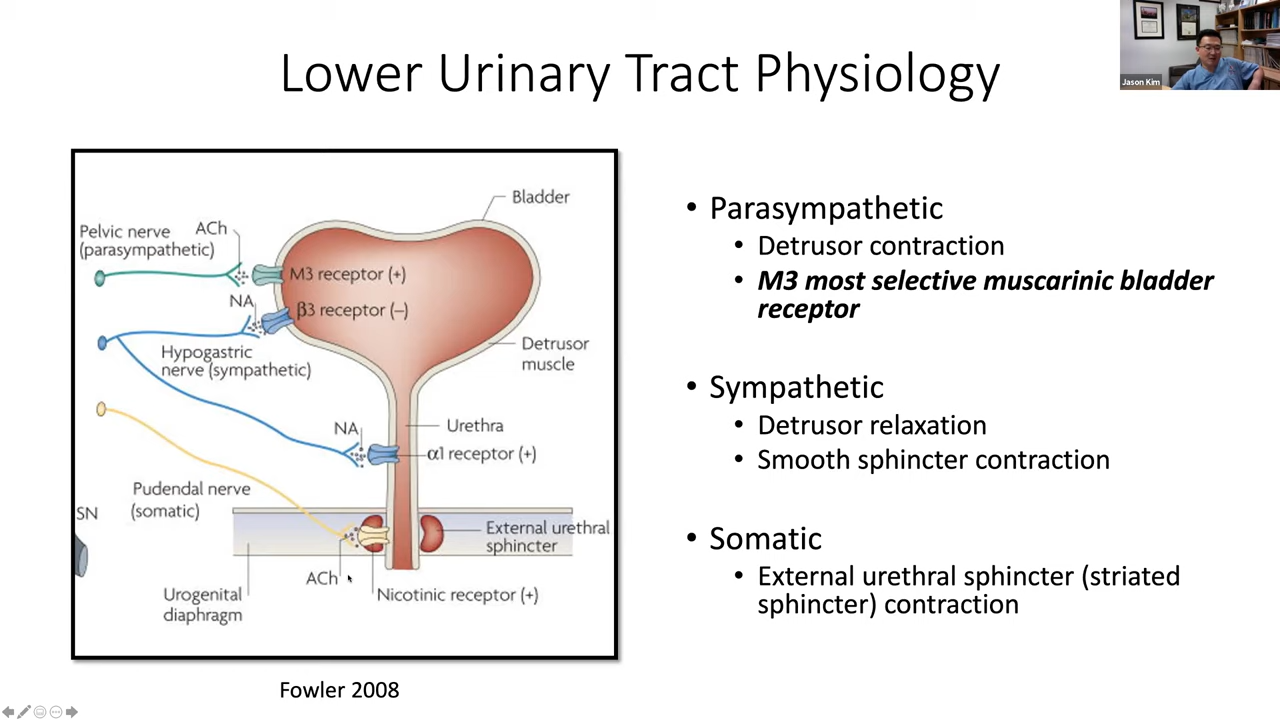 Lower Urinary Tract Physiology
Jason Kim
Bladder
ACh
Pelvic nerve
(parasympathetic)
M3 receptor (+)
NA
β3 receptor (–)
Detrusor
muscle
Hypogastric
nerve (sympathetic)
Urethra
NA
α1 receptor (+)
Pudendal nerve
(somatic)
SN
External urethral
sphincter
ACh
Nicotinic receptor (+)
Urogenital
diaphragm
Fowler 2008
• Parasympathetic
• Detrusor contraction
• M3 most selective muscarinic bladder
receptor
• Sympathetic
• Detrusor relaxation
• Smooth sphincter contraction
• Somatic
• External urethral sphincter (striated
sphincter) contraction